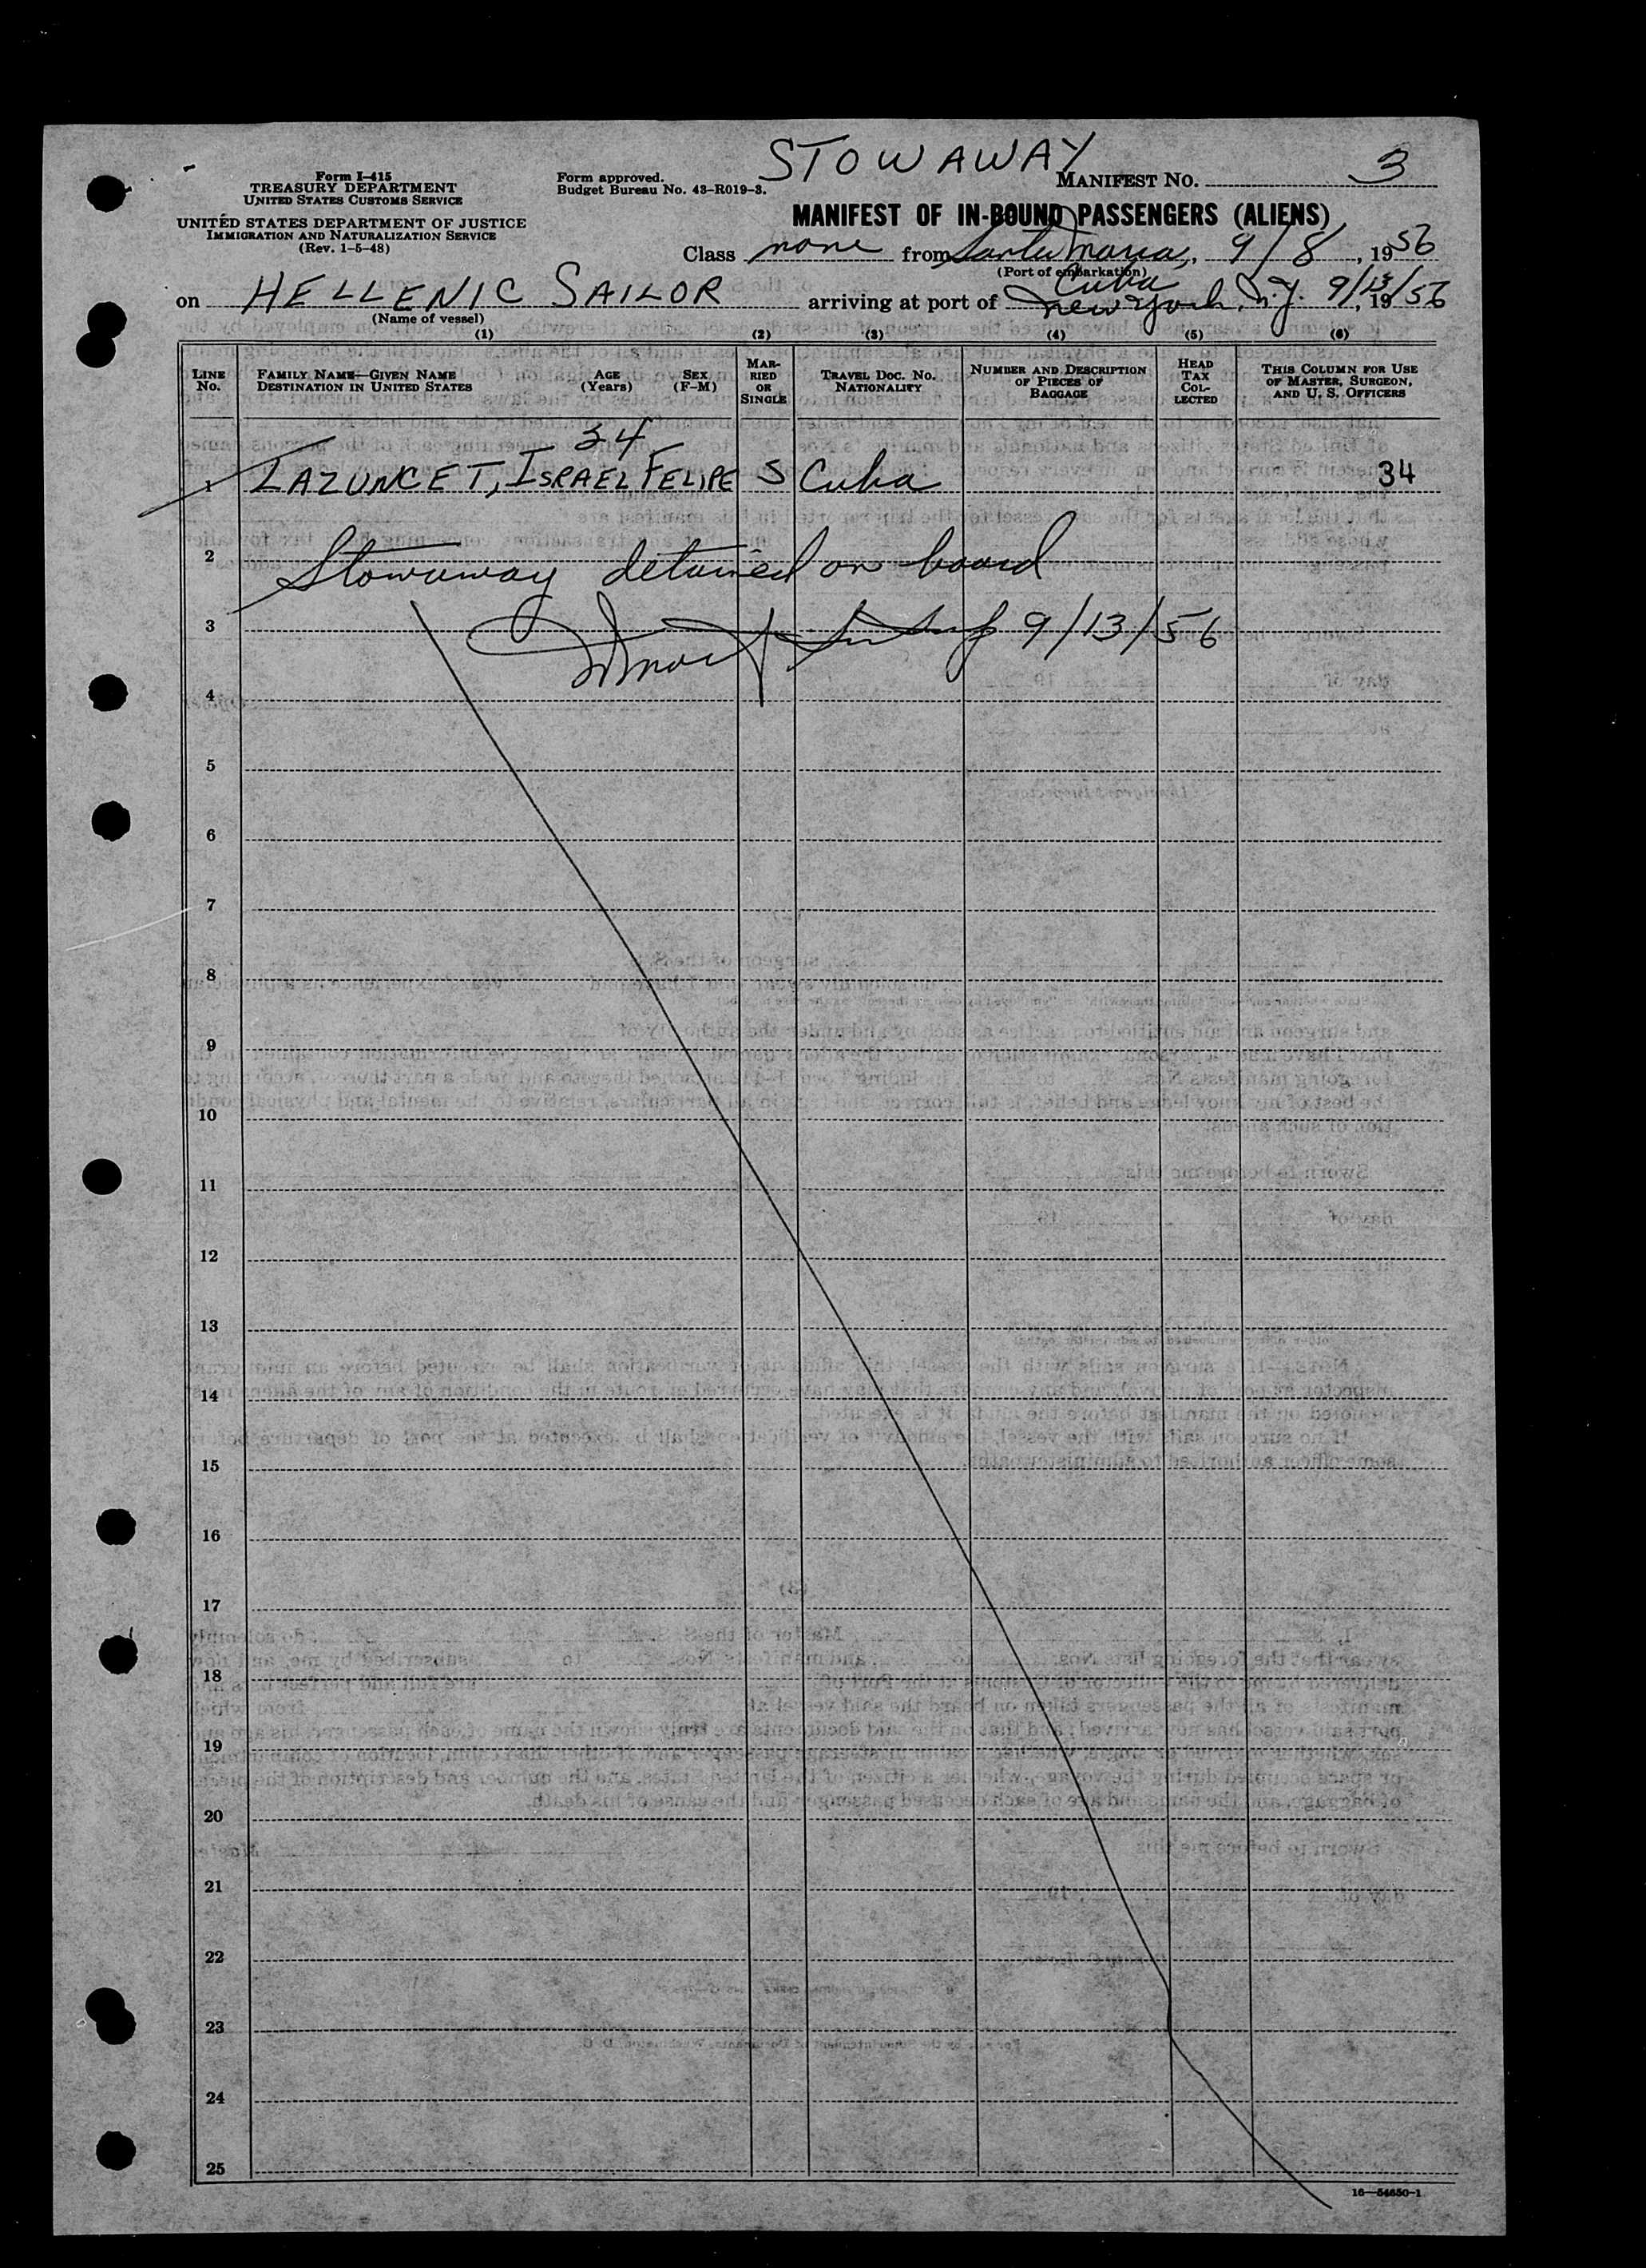 STOWAWAY
Form I-415
TREASURY DEPARTMENT
UNITED STATES CUSTOMS SERVICE
Form approved.
Budget Bureau No. 43-R019-3.
MANIFEST NO. 3
UNITED STATES DEPARTMENT OF JUSTICE
IMMIGRATION AND NATURALIZATION SERVICE
(Rev. 1-5-48)
MANIFEST OF IN-BOUND PASSENGERS (ALIENS)
Class none from Santa Maria, 9/8, 1956
(Port of embarkation)
Cuba
on HELLENIC SAILOR arriving at port of New York, N.Y. 9/13, 19/56
(Name of vessel)
(1) (2) (3) (4) (5) (6)
LINE No. FAMILY NAME—GIVEN NAME DESTINATION IN UNITED STATES AGE (Years) SEX (F-M) MARRIED OR SINGLE TRAVEL DOC. NO. NATIONALITY NUMBER AND DESCRIPTION OF PIECES OF BAGGAGE HEAD TAX COLLECTED THIS COLUMN FOR USE OF MASTER, SURGEON, AND U. S. OFFICERS
34
1 LAZUNCET, ISRAEL FELIPE S Cuba 34
2 Stowaway detained on board
3 9/13/56
4
5
6
7
8
9
10
11
12
13
14
15
16
17
18
19
20
21
22
23
24
25
16—54650-1